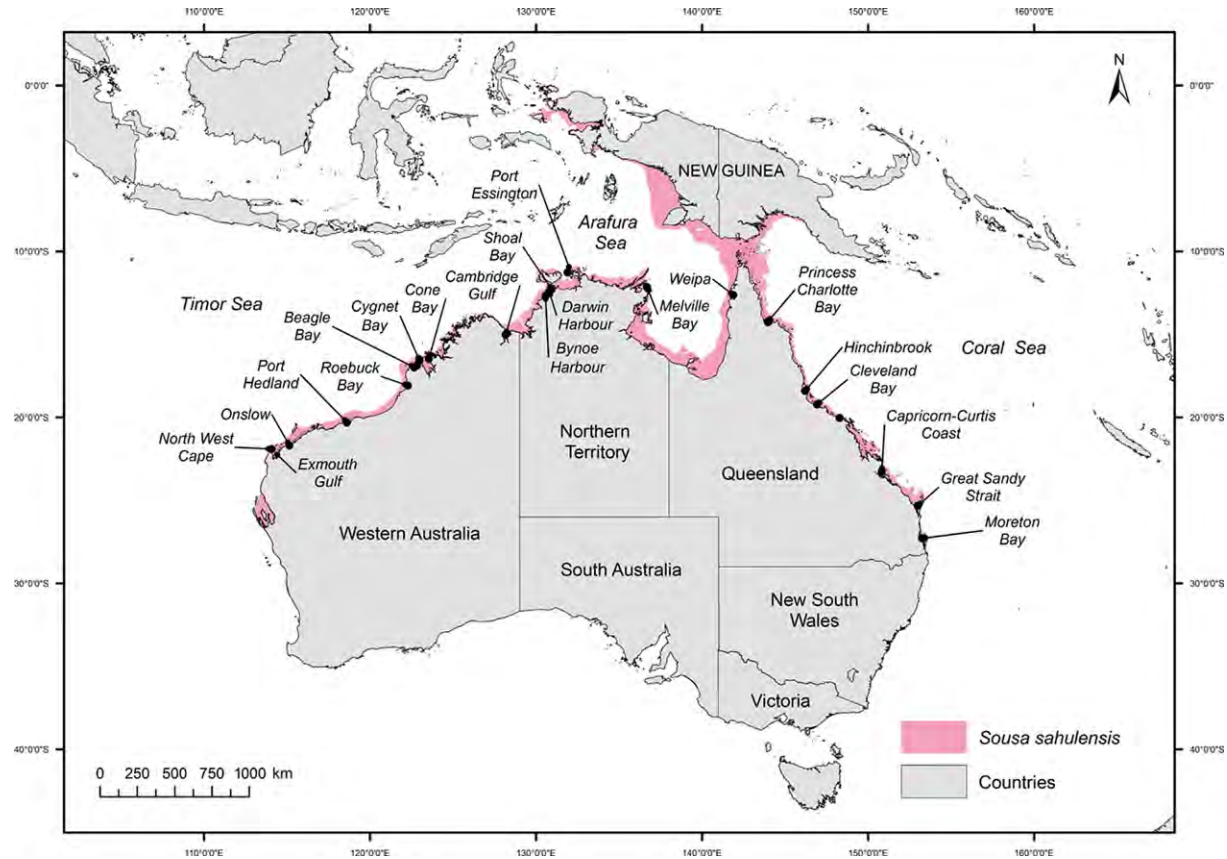 110°0'0"E
120°0'0"E
130°0'0"E
140°0'0"E
150°0'0"E
160°0'0"E
N
0°0'0"
0°0'0"S
NEW GUINEA
Port
Essington
Arafura
Sea
10°0'0"S
10°0'0"S
Shoal
Bay
Cambridge
Gulf
Weipa
Princess
Charlotte
Bay
Timor Sea
Cone
Bay
Cygnet
Bay
Beagle
Bay
Darwin
Harbour
Melville
Bay
Bynoe
Harbour
Hinchinbrook
Coral Sea
Cleveland
Bay
Roebuck
Bay
Port
Hedland
Onslow
20°0'0"S
20°0'0"S
Capricorn-Curtis
Coast
North West
Cape
Exmouth
Gulf
Northern
Territory
Queensland
Great Sandy
Strait
Moreton
Bay
Western Australia
South Australia
30°0'0"S
30°0'0"S
New South
Wales
Victoria
Sousa sahulensis
Countries
40°0'0"S
40°0'0"S
0 250 500 750 1000 km
110°0'0"E
120°0'0"E
130°0'0"E
140°0'0"E
150°0'0"E
160°0'0"E